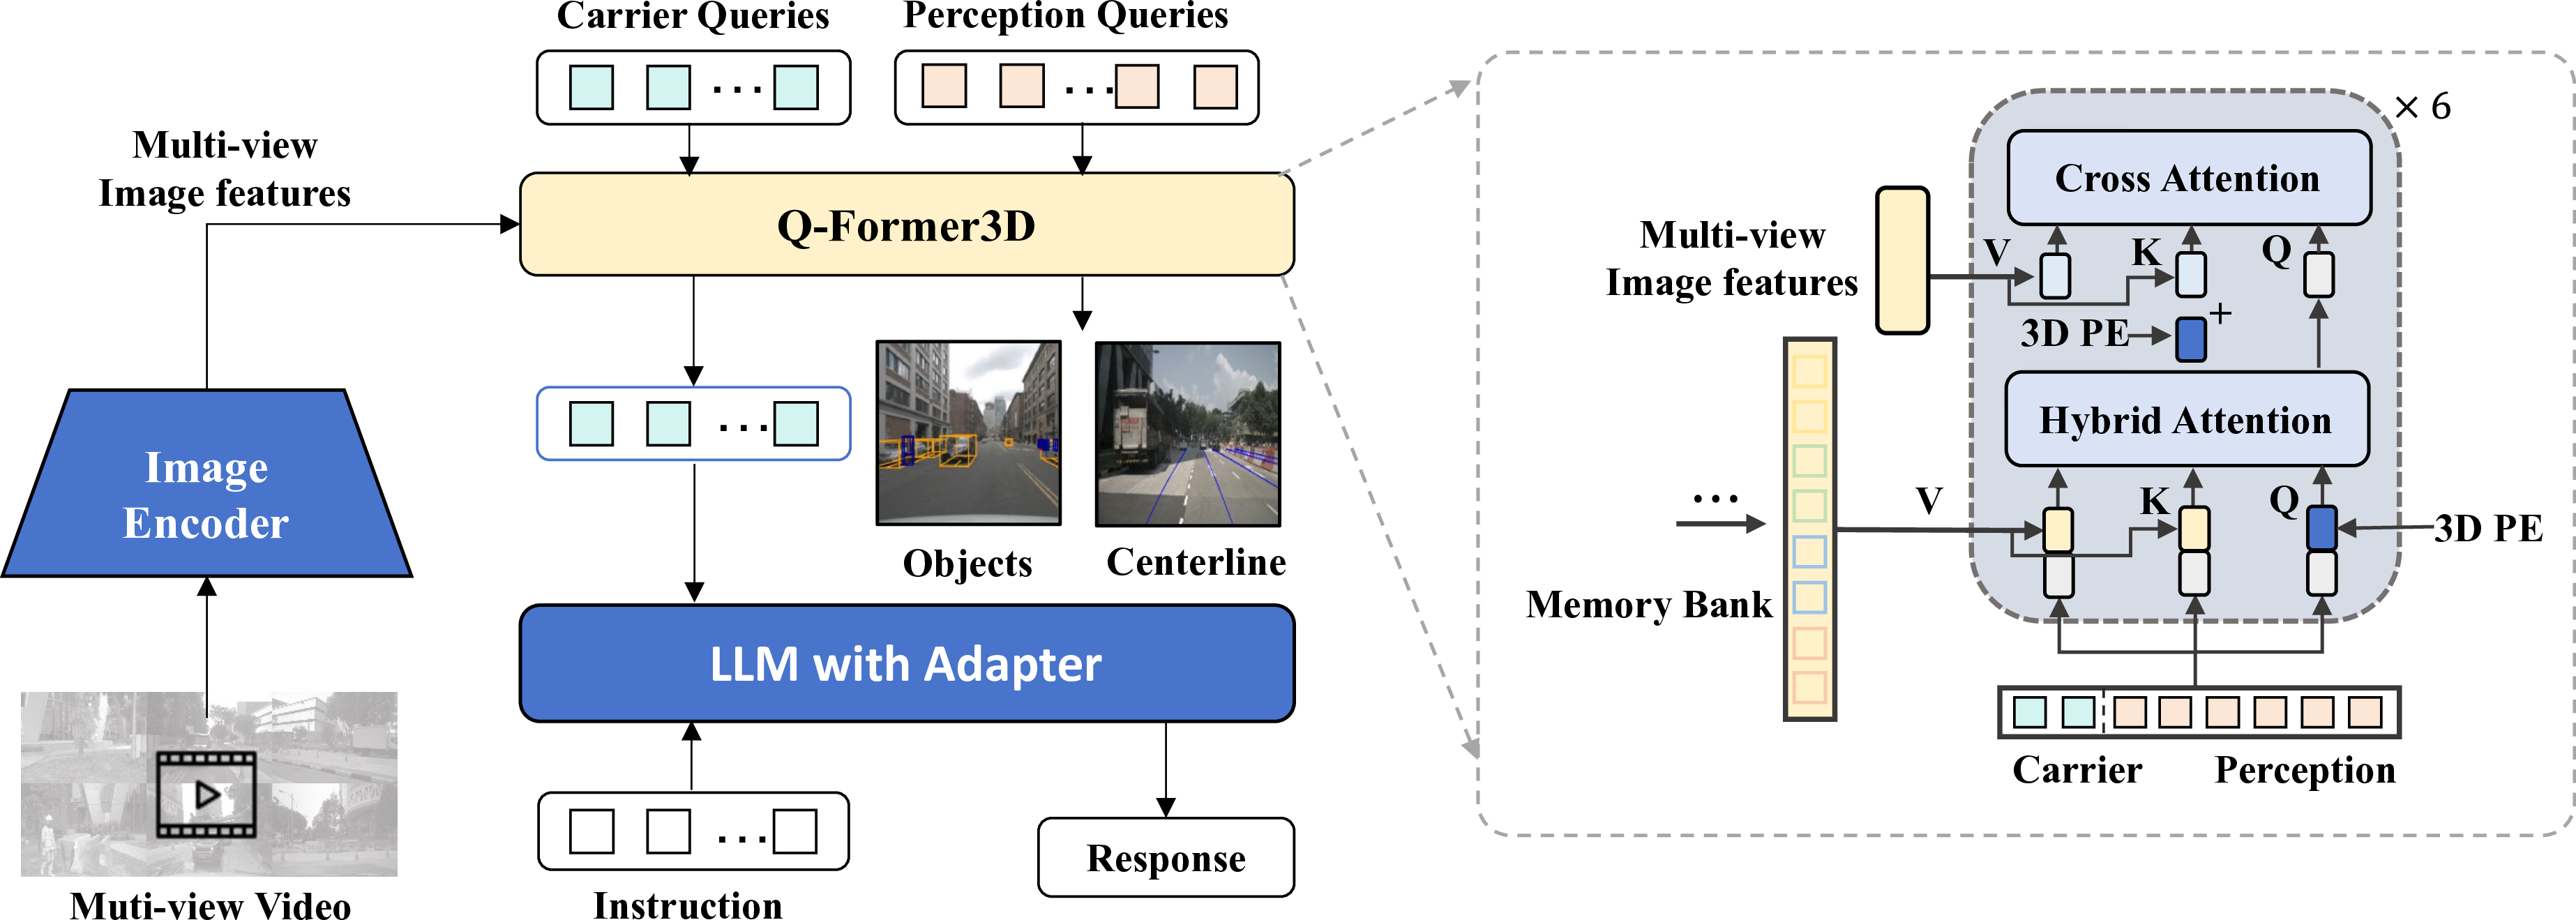 Carrier Queries
Perception Queries
Multi-view
Image features
Q-Former3D
Image
Encoder
Objects
Centerline
LLM with Adapter
Muti-view Video
Instruction
Response
× 6
Cross Attention
Multi-view
Image features
V
K
Q
3D PE
+
Hybrid Attention
...
V
K
Q
3D PE
Memory Bank
Carrier
Perception